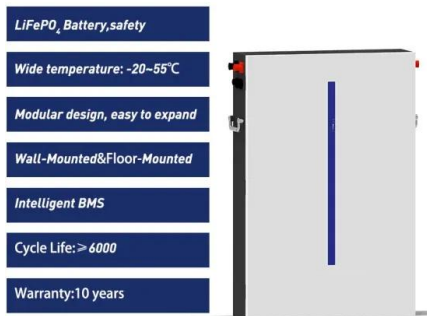 LiFePO₄ Battery,safety
Wide temperature: -20~55℃
Modular design, easy to expand
Wall-Mounted&Floor-Mounted
Intelligent BMS
Cycle Life:≥6000
Warranty:10 years